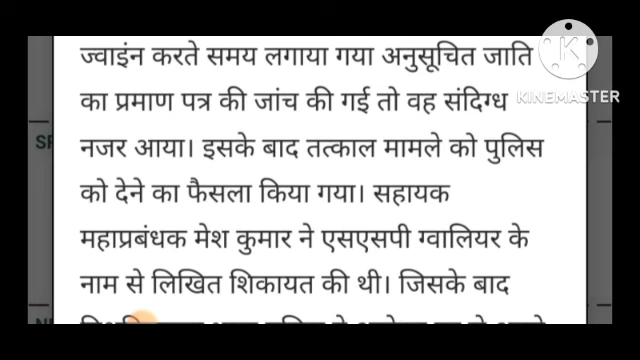 ज्वाइंन करते समय लगाया गया अनुसूचित जाति
का प्रमाण पत्र की जांच की गई तो वह संदिग्ध
नजर आया। इसके बाद तत्काल मामले को पुलिस
को देने का फैसला किया गया। सहायक
महाप्रबंधक मेश कुमार ने एसएसपी ग्वालियर के
नाम से लिखित शिकायत की थी। जिसके बाद
KINEMASTER